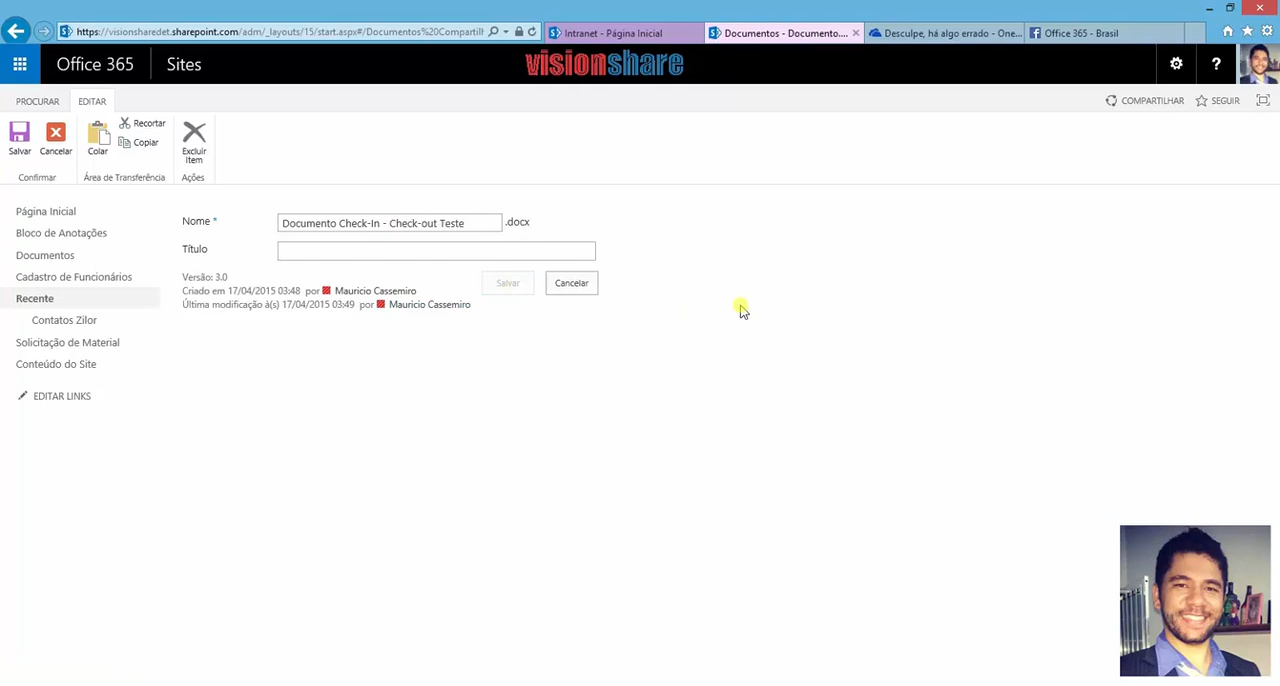 https://visionsharedet.sharepoint.com/adm/_layouts/15/start.aspx#/Documentos%20Compartilh
Intranet - Página Inicial
Documentos - Documento....
Desculpe, há algo errado - One...
Office 365 - Brasil
Office 365
Sites
visionshare
?
PROCURAR
EDITAR
COMPARTILHAR
SEGUIR
Salvar
Cancelar
Colar
Recortar
Copiar
Excluir
Item
Confirmar
Área de Transferência
Ações
Página Inicial
Bloco de Anotações
Documentos
Cadastro de Funcionários
Recente
Contatos Zilor
Solicitação de Material
Conteúdo do Site
EDITAR LINKS
Nome *
Documento Check-In - Check-out Teste
.docx
Título
Versão: 3.0
Criado em 17/04/2015 03:48 por Mauricio Cassemiro
Última modificação à(s) 17/04/2015 03:49 por Mauricio Cassemiro
Salvar
Cancelar